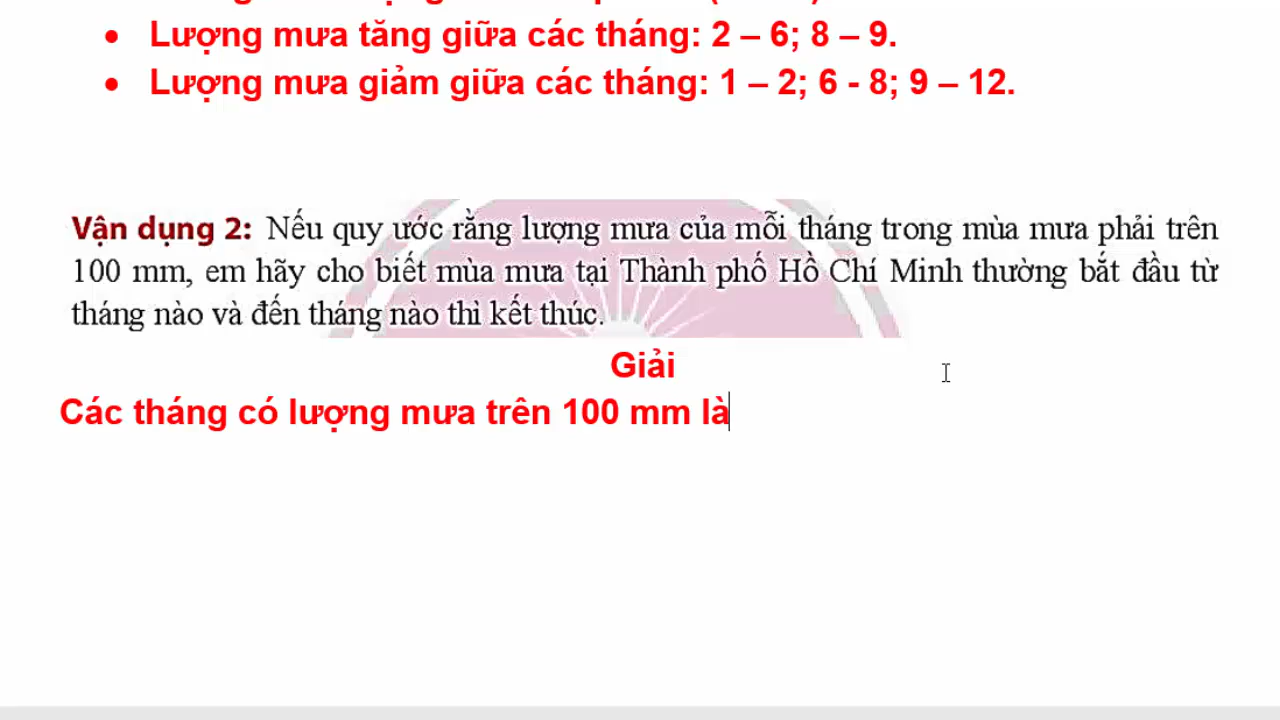 • Lượng mưa tăng giữa các tháng: 2 – 6; 8 – 9.
• Lượng mưa giảm giữa các tháng: 1 – 2; 6 - 8; 9 – 12.
Vận dụng 2: Nếu quy ước rằng lượng mưa của mỗi tháng trong mùa mưa phải trên
100 mm, em hãy cho biết mùa mưa tại Thành phố Hồ Chí Minh thường bắt đầu từ
tháng nào và đến tháng nào thì kết thúc.
Giải
Các tháng có lượng mưa trên 100 mm là